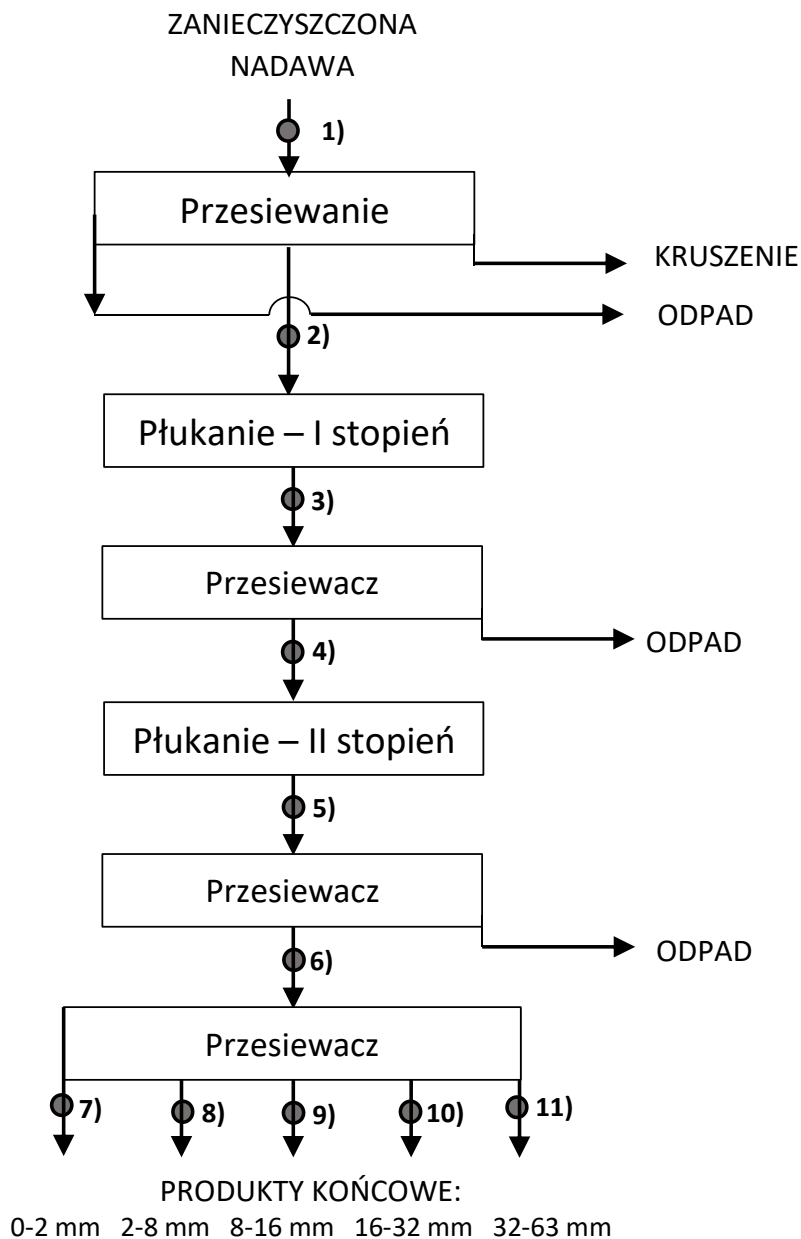 ZANIECZYSZCZONA
NADAWA
1)
Przesiewanie
KRUSZENIE
ODPAD
2)
Płukanie – I stopień
3)
Przesiewacz
ODPAD
4)
Płukanie – II stopień
5)
Przesiewacz
ODPAD
6)
Przesiewacz
7) 8) 9) 10) 11)
PRODUKTY KOŃCOWE:
0-2 mm 2-8 mm 8-16 mm 16-32 mm 32-63 mm